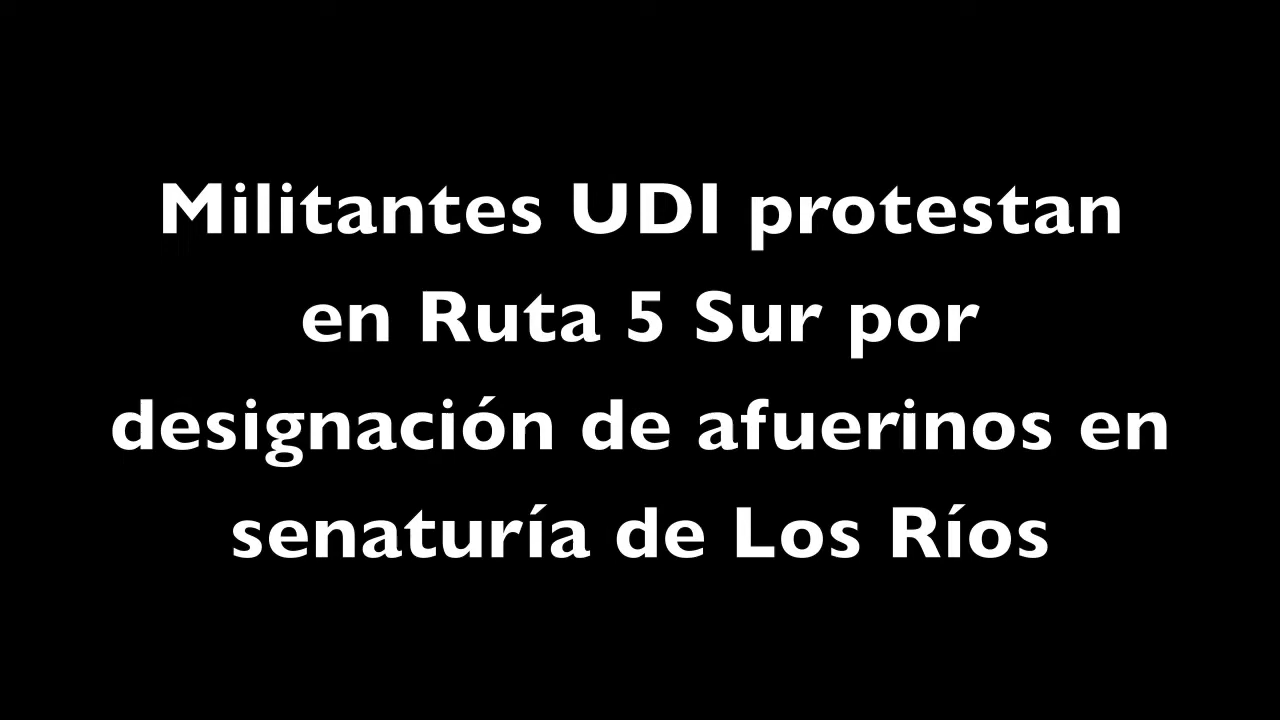 Militantes UDI protestan
en Ruta 5 Sur por
designación de afuerinos en
senaturía de Los Ríos